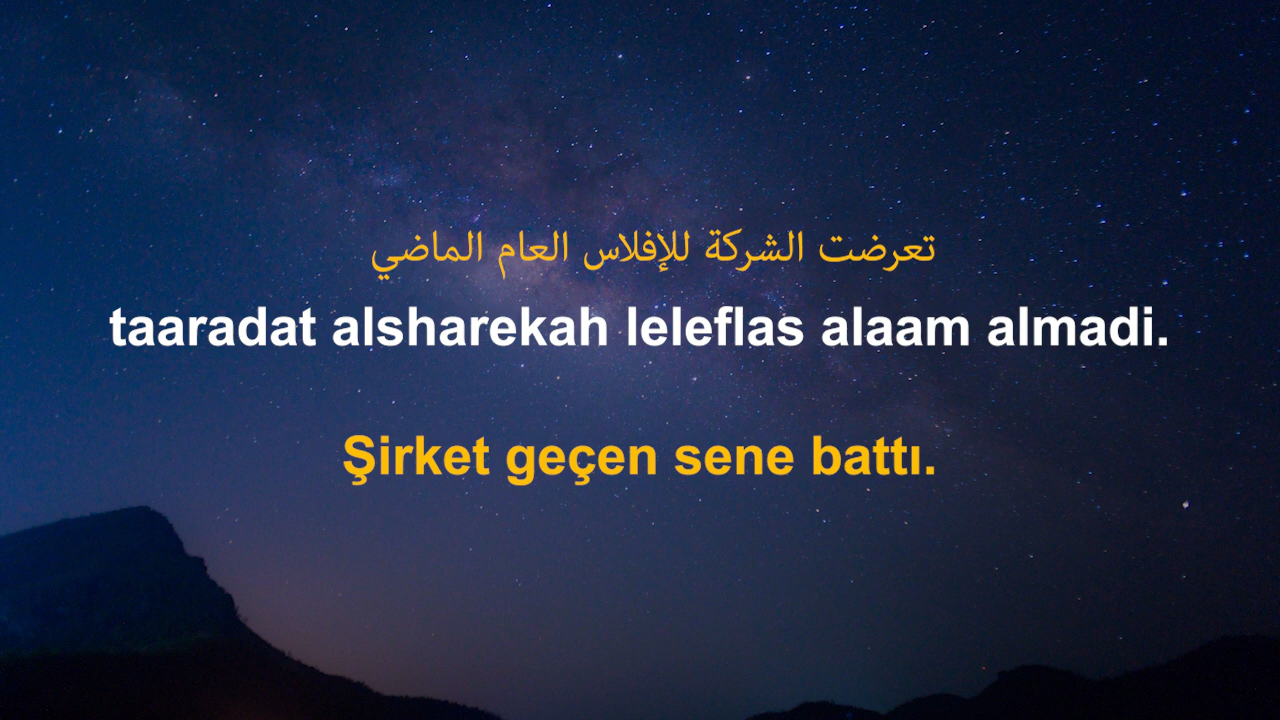 تعرضت الشركة للإفلاس العام الماضي
taaradat alsharekah leleflas alaam almadi.
Şirket geçen sene battı.